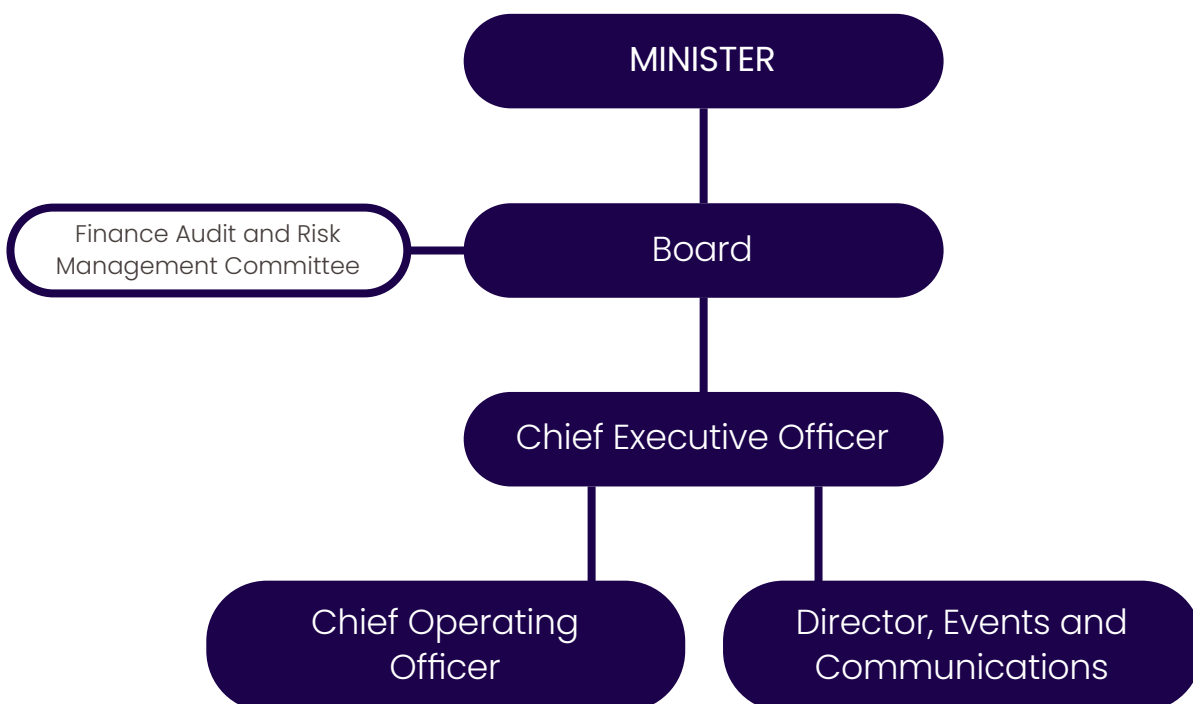 MINISTER
Finance Audit and Risk
Management Committee
Board
Chief Executive Officer
Chief Operating
Officer
Director, Events and
Communications